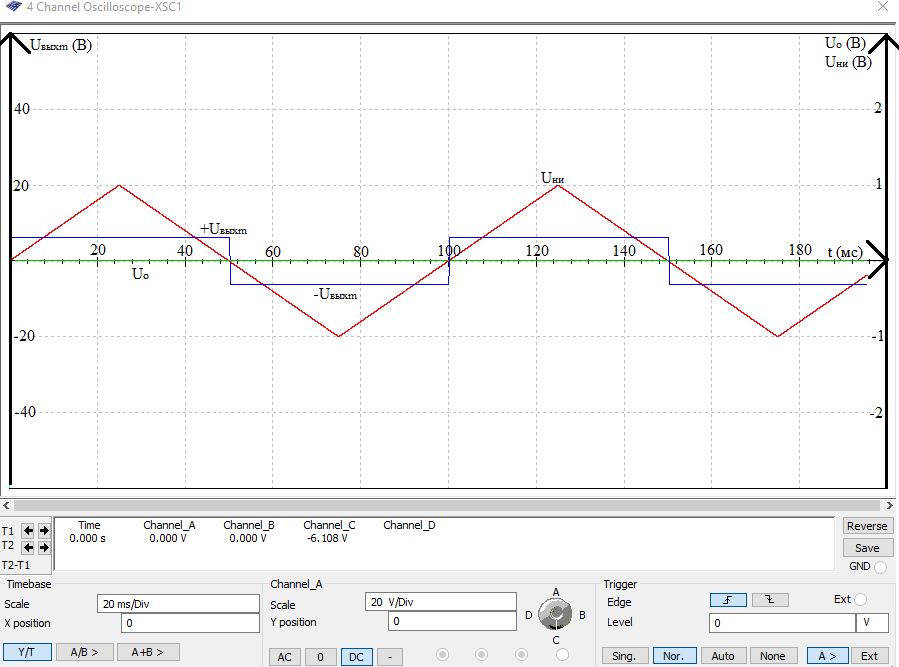 4 Channel Oscilloscope-XSC1
Uвыхm (В)
Uо (В)
Uни (В)
40
2
20
Uни
1
+Uвыхm
20 40 60 80 100 120 140 160 180 t (мс)
Uо
-Uвыхm
-20
-1
-40
-2
T1
T2
T2-T1
Time Channel_A Channel_B Channel_C Channel_D
0.000 s 0.000 V 0.000 V -6.108 V
Reverse
Save
GND
Timebase
Scale 20 ms/Div
X position 0
Y/T A/B > A+B >
Channel_A
Scale 20 V/Div
Y position 0
AC 0 DC -
A
D B
C
Trigger
Edge Ext
Level 0 V
Sing. Nor. Auto None A > Ext